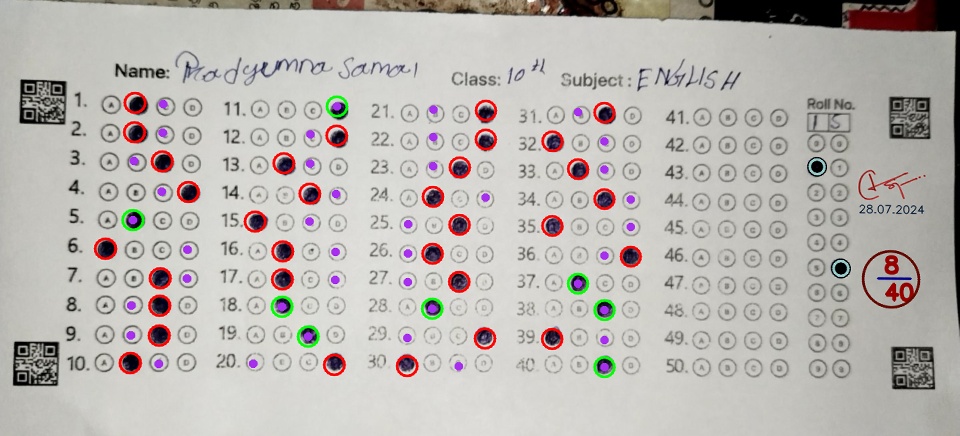 Name: Pradyumna Samal Class: 10th Subject: ENGLISH
Roll No.
15
1. A B C D
2. A B C D
3. A B C D
4. A B C D
5. A B C D
6. A B C D
7. A B C D
8. A B C D
9. A B C D
10. A B C D
11. A B C D
12. A B C D
13. A B C D
14. A B C D
15. A B C D
16. A B C D
17. A B C D
18. A B C D
19. A B C D
20. A B C D
21. A B C D
22. A B C D
23. A B C D
24. A B C D
25. A B C D
26. A B C D
27. A B C D
28. A B C D
29. A B C D
30. A B C D
31. A B C D
32. A B C D
33. A B C D
34. A B C D
35. A B C D
36. A B C D
37. A B C D
38. A B C D
39. A B C D
40. A B C D
41. A B C D
42. A B C D
43. A B C D
44. A B C D
45. A B C D
46. A B C D
47. A B C D
48. A B C D
49. A B C D
50. A B C D
0 0
1 1
2 2
3 3
4 4
5 5
6 6
7 7
8 8
9 9
28.07.2024
8
40